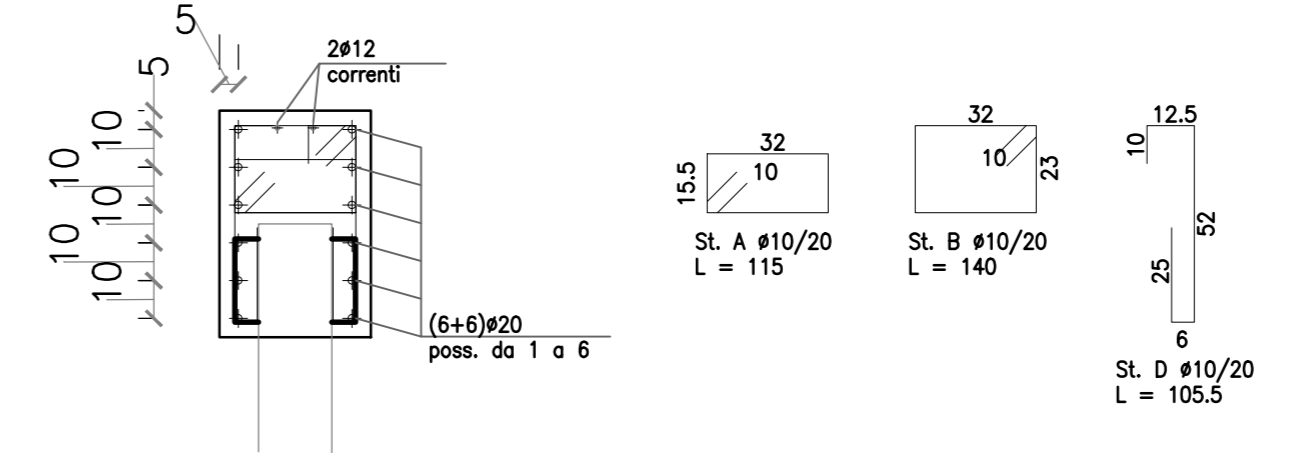 5
5
10
10
10
10
10
2ø12
correnti
(6+6)ø20
poss. da 1 a 6
32
15.5
10
St. A ø10/20
L = 115
32
10
23
St. B ø10/20
L = 140
12.5
10
52
25
6
St. D ø10/20
L = 105.5